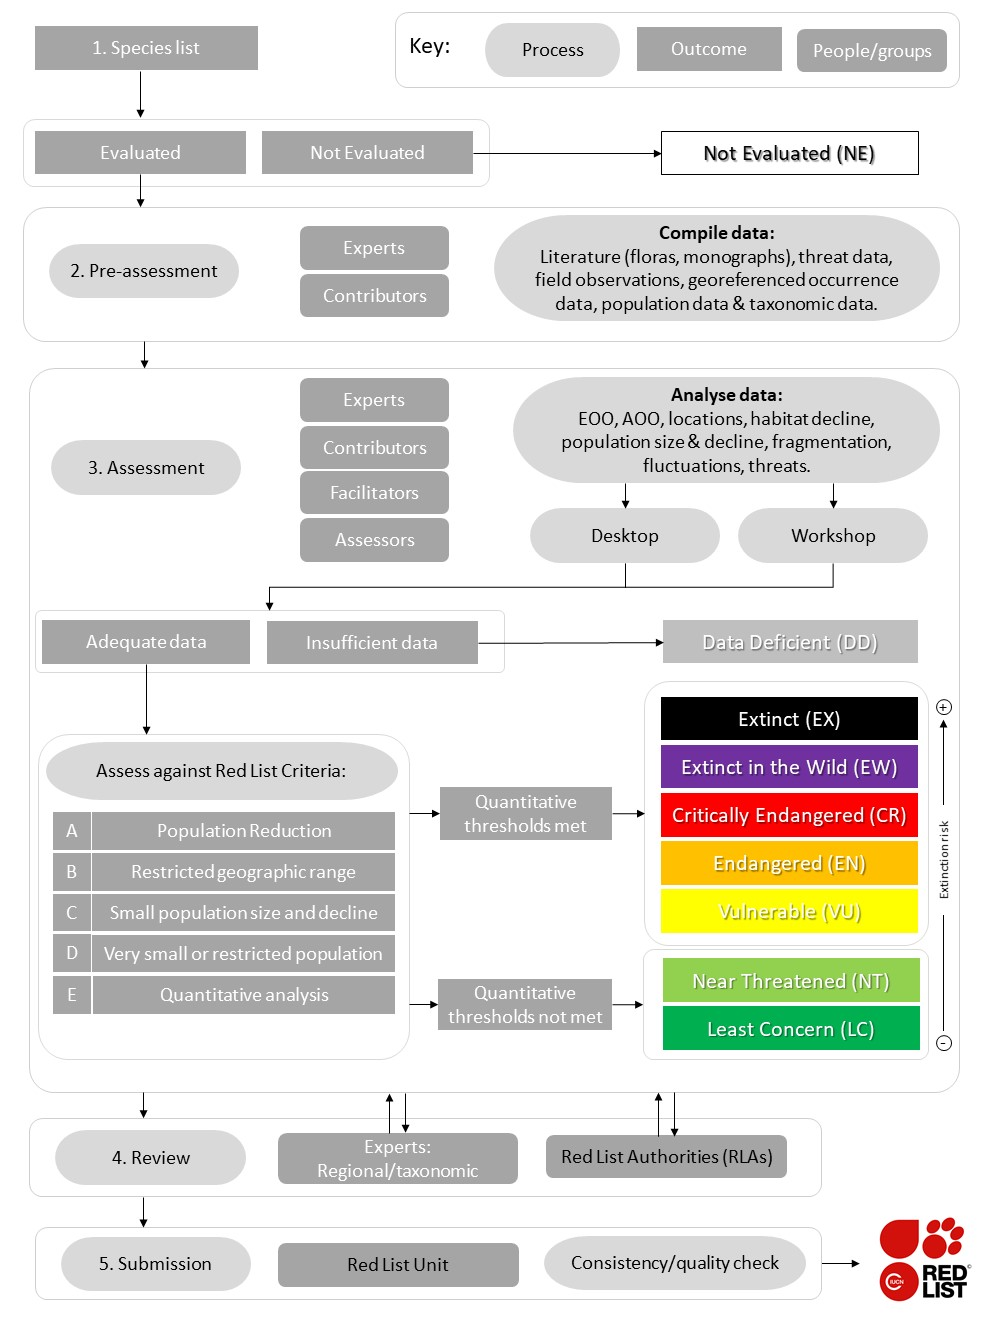 1. Species list
Key:
Process
Outcome
People/groups
Evaluated
Not Evaluated
Not Evaluated (NE)
2. Pre-assessment
Experts
Contributors
Compile data:
Literature (floras, monographs), threat data,
field observations, georeferenced occurrence
data, population data & taxonomic data.
3. Assessment
Experts
Contributors
Facilitators
Assessors
Analyse data:
EOO, AOO, locations, habitat decline,
population size & decline, fragmentation,
fluctuations, threats.
Desktop
Workshop
Adequate data
Insufficient data
Data Deficient (DD)
Assess against Red List Criteria:
A Population Reduction
B Restricted geographic range
C Small population size and decline
D Very small or restricted population
E Quantitative analysis
Quantitative
thresholds met
Quantitative
thresholds not met
Extinct (EX)
Extinct in the Wild (EW)
Critically Endangered (CR)
Endangered (EN)
Vulnerable (VU)
Near Threatened (NT)
Least Concern (LC)
+
Extinction risk
-
4. Review
Experts:
Regional/taxonomic
Red List Authorities (RLAs)
5. Submission
Red List Unit
Consistency/quality check
IUCN
RED
LIST
©